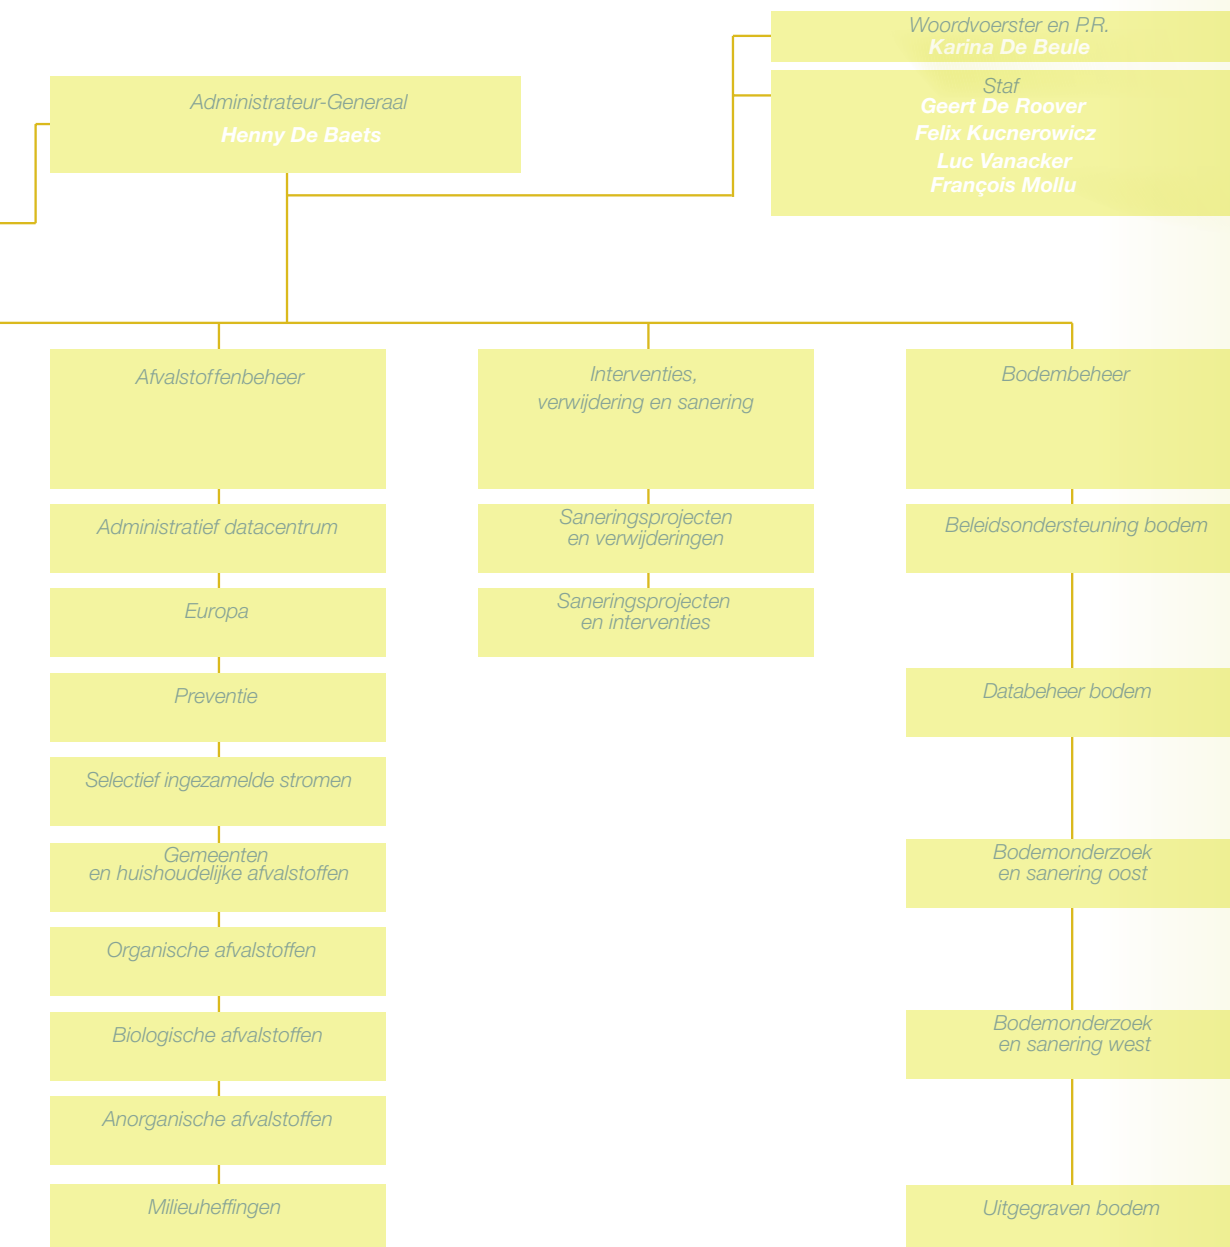 Woordvoerster en P.R.
Karina De Beule
Administrateur-Generaal
Henny De Baets
Staf
Geert De Roover
Felix Kucnerowicz
Luc Vanacker
François Mollu
Afvalstoffenbeheer
Administratief datacentrum
Europa
Preventie
Selectief ingezamelde stromen
Gemeenten
en huishoudelijke afvalstoffen
Organische afvalstoffen
Biologische afvalstoffen
Anorganische afvalstoffen
Milieuheffingen
Interventies,
verwijdering en sanering
Saneringsprojecten
en verwijderingen
Saneringsprojecten
en interventies
Bodembeheer
Beleidsondersteuning bodem
Databeheer bodem
Bodemonderzoek
en sanering oost
Bodemonderzoek
en sanering west
Uitgegraven bodem